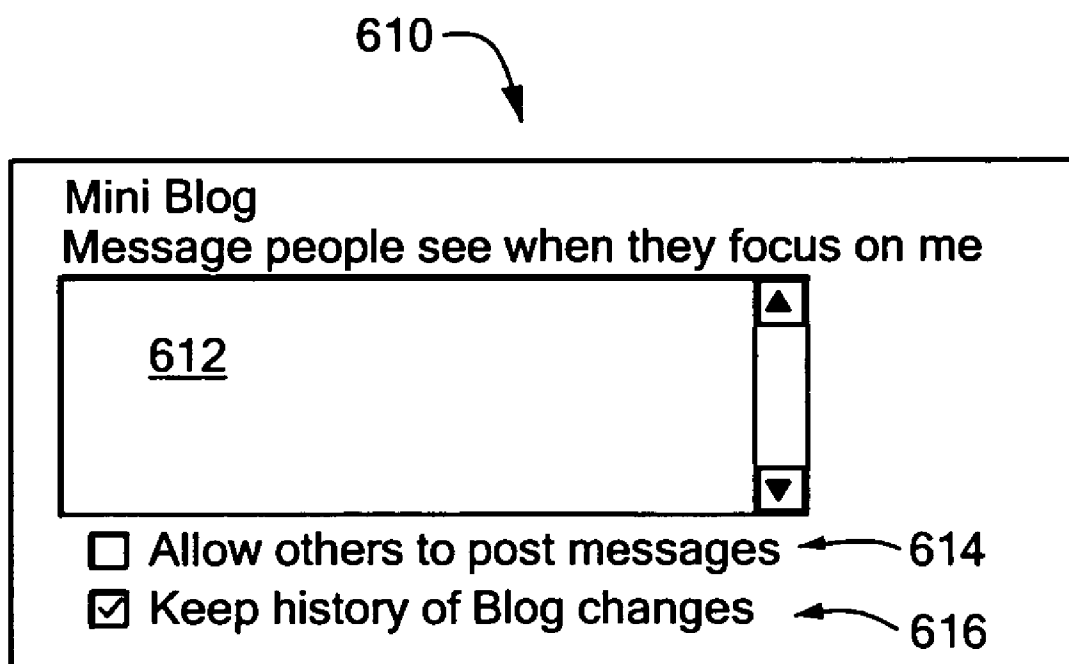 610
Mini Blog
Message people see when they focus on me
612
Allow others to post messages 614
Keep history of Blog changes 616